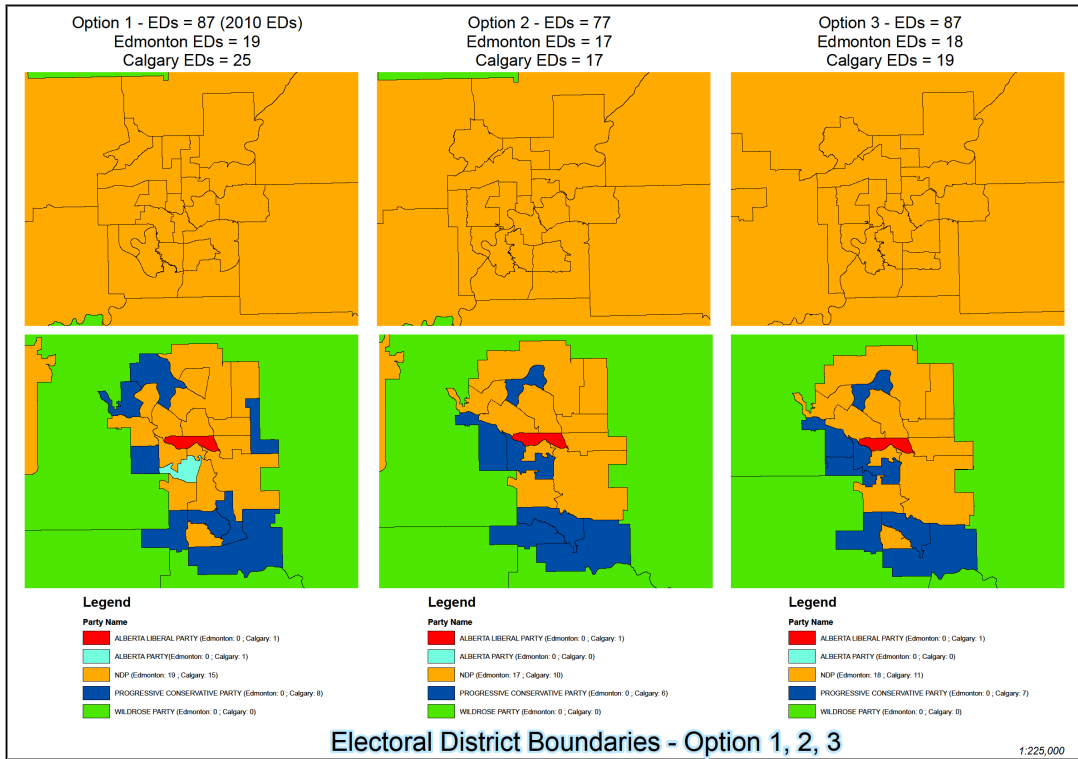 Option 1 - EDs = 87 (2010 EDs)
Edmonton EDs = 19
Calgary EDs = 25
Option 2 - EDs = 77
Edmonton EDs = 17
Calgary EDs = 17
Option 3 - EDs = 87
Edmonton EDs = 18
Calgary EDs = 19
Legend
Party Name
ALBERTA LIBERAL PARTY (Edmonton: 0 ; Calgary: 1)
ALBERTA PARTY(Edmonton: 0 ; Calgary: 1)
NDP (Edmonton: 19 ; Calgary: 15)
PROGRESSIVE CONSERVATIVE PARTY (Edmonton: 0 ; Calgary: 8)
WILDROSE PARTY (Edmonton: 0 ; Calgary: 0)
Legend
Party Name
ALBERTA LIBERAL PARTY (Edmonton: 0 ; Calgary: 1)
ALBERTA PARTY (Edmonton: 0 ; Calgary: 0)
NDP (Edmonton: 17 ; Calgary: 10)
PROGRESSIVE CONSERVATIVE PARTY (Edmonton: 0 ; Calgary: 6)
WILDROSE PARTY (Edmonton: 0 ; Calgary: 0)
Legend
Party Name
ALBERTA LIBERAL PARTY (Edmonton: 0 ; Calgary: 1)
ALBERTA PARTY (Edmonton: 0 ; Calgary: 0)
NDP (Edmonton: 18 ; Calgary: 11)
PROGRESSIVE CONSERVATIVE PARTY (Edmonton: 0 ; Calgary: 7)
WILDROSE PARTY (Edmonton: 0 ; Calgary: 0)
Electoral District Boundaries - Option 1, 2, 3
1:225,000